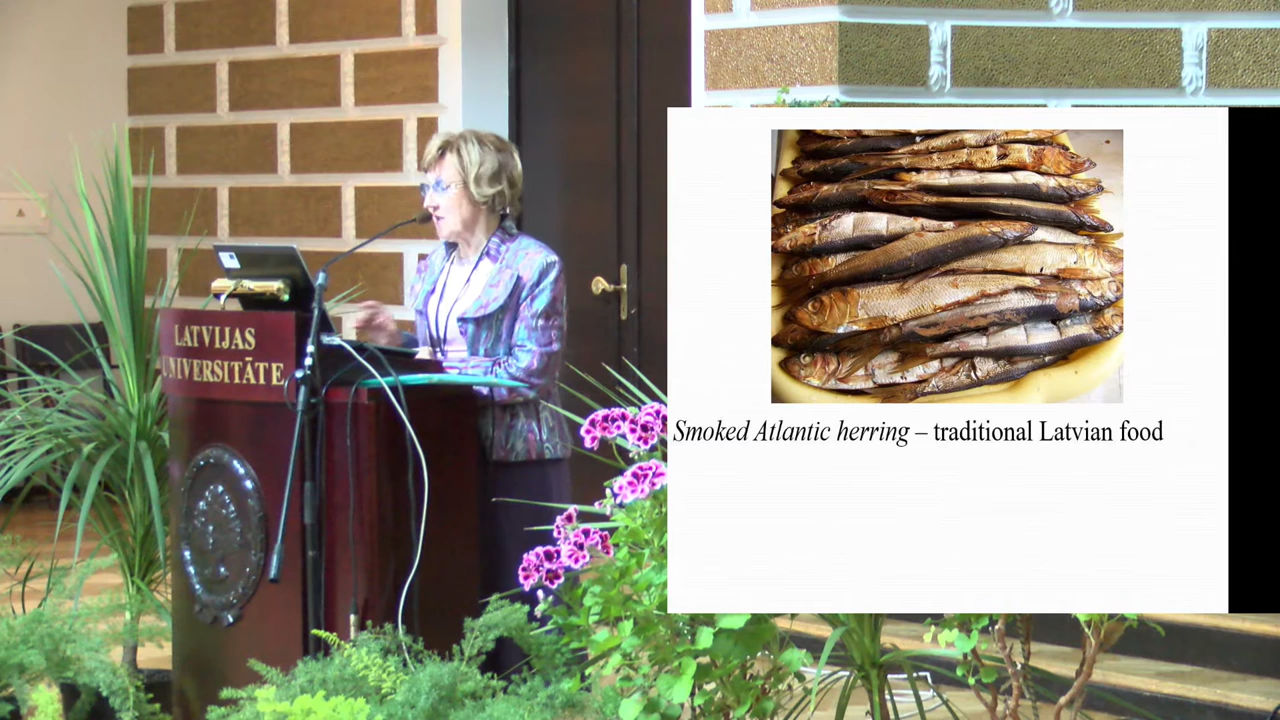 LATVIJAS
UNIVERSITĀTE
Smoked Atlantic herring – traditional Latvian food